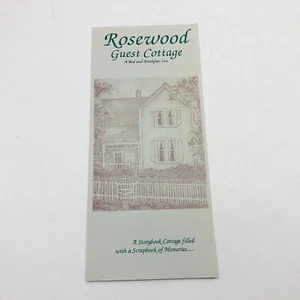 Rosewood
Guest Cottage
A Bed and Breakfast Inn
A Storybook Cottage filled
with a Scrapbook of Memories....